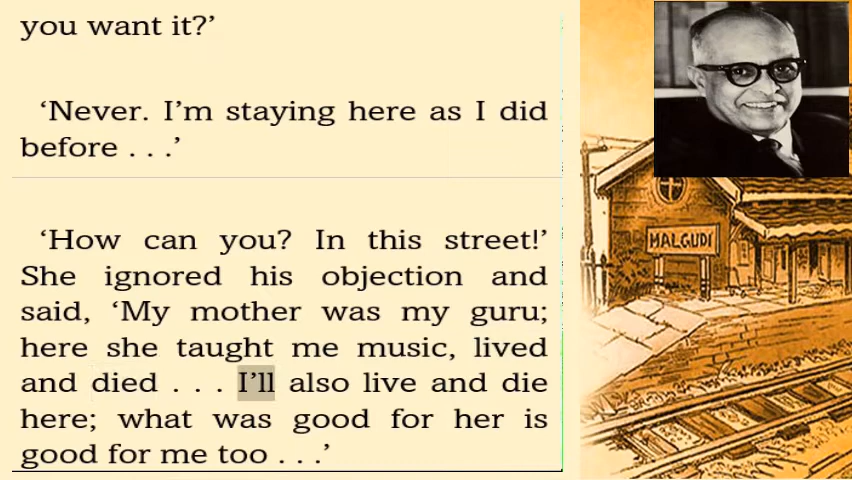 you want it?’
‘Never. I’m staying here as I did
before . . .’
‘How can you? In this street!’
She ignored his objection and
said, ‘My mother was my guru;
here she taught me music, lived
and died . . . I’ll also live and die
here; what was good for her is
good for me too . . .’
MALGUDI